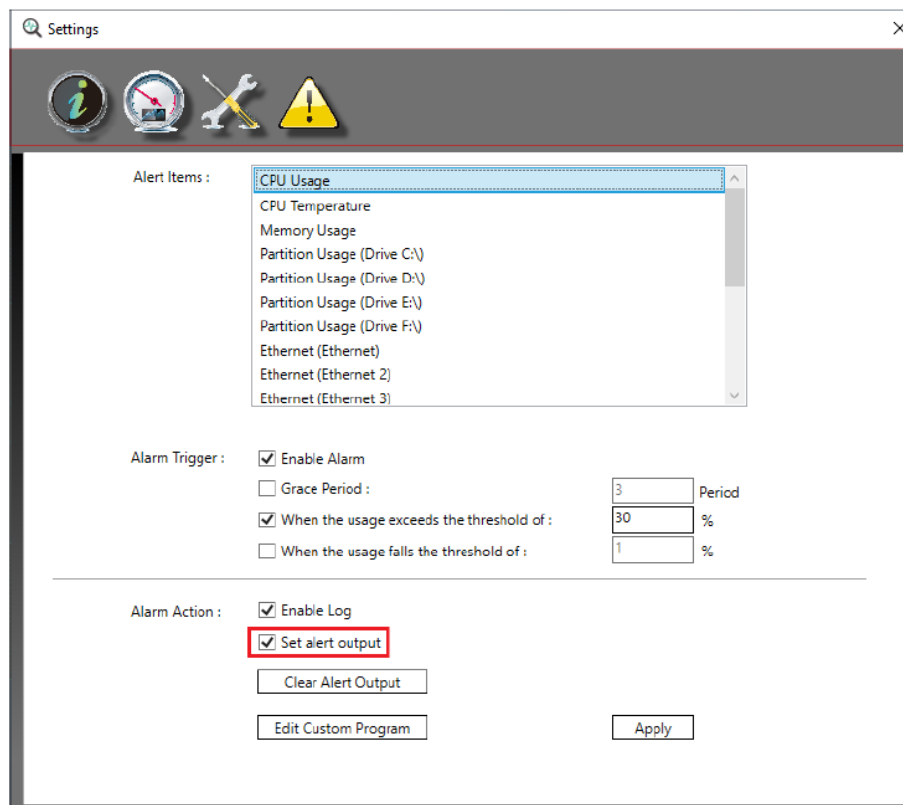 Settings
Alert Items :
CPU Usage
CPU Temperature
Memory Usage
Partition Usage (Drive C:\)
Partition Usage (Drive D:\)
Partition Usage (Drive E:\)
Partition Usage (Drive F:\)
Ethernet (Ethernet)
Ethernet (Ethernet 2)
Ethernet (Ethernet 3)
Alarm Trigger :
Enable Alarm
Grace Period : 3 Period
When the usage exceeds the threshold of : 30 %
When the usage falls the threshold of : 1 %
Alarm Action :
Enable Log
Set alert output
Clear Alert Output
Edit Custom Program Apply